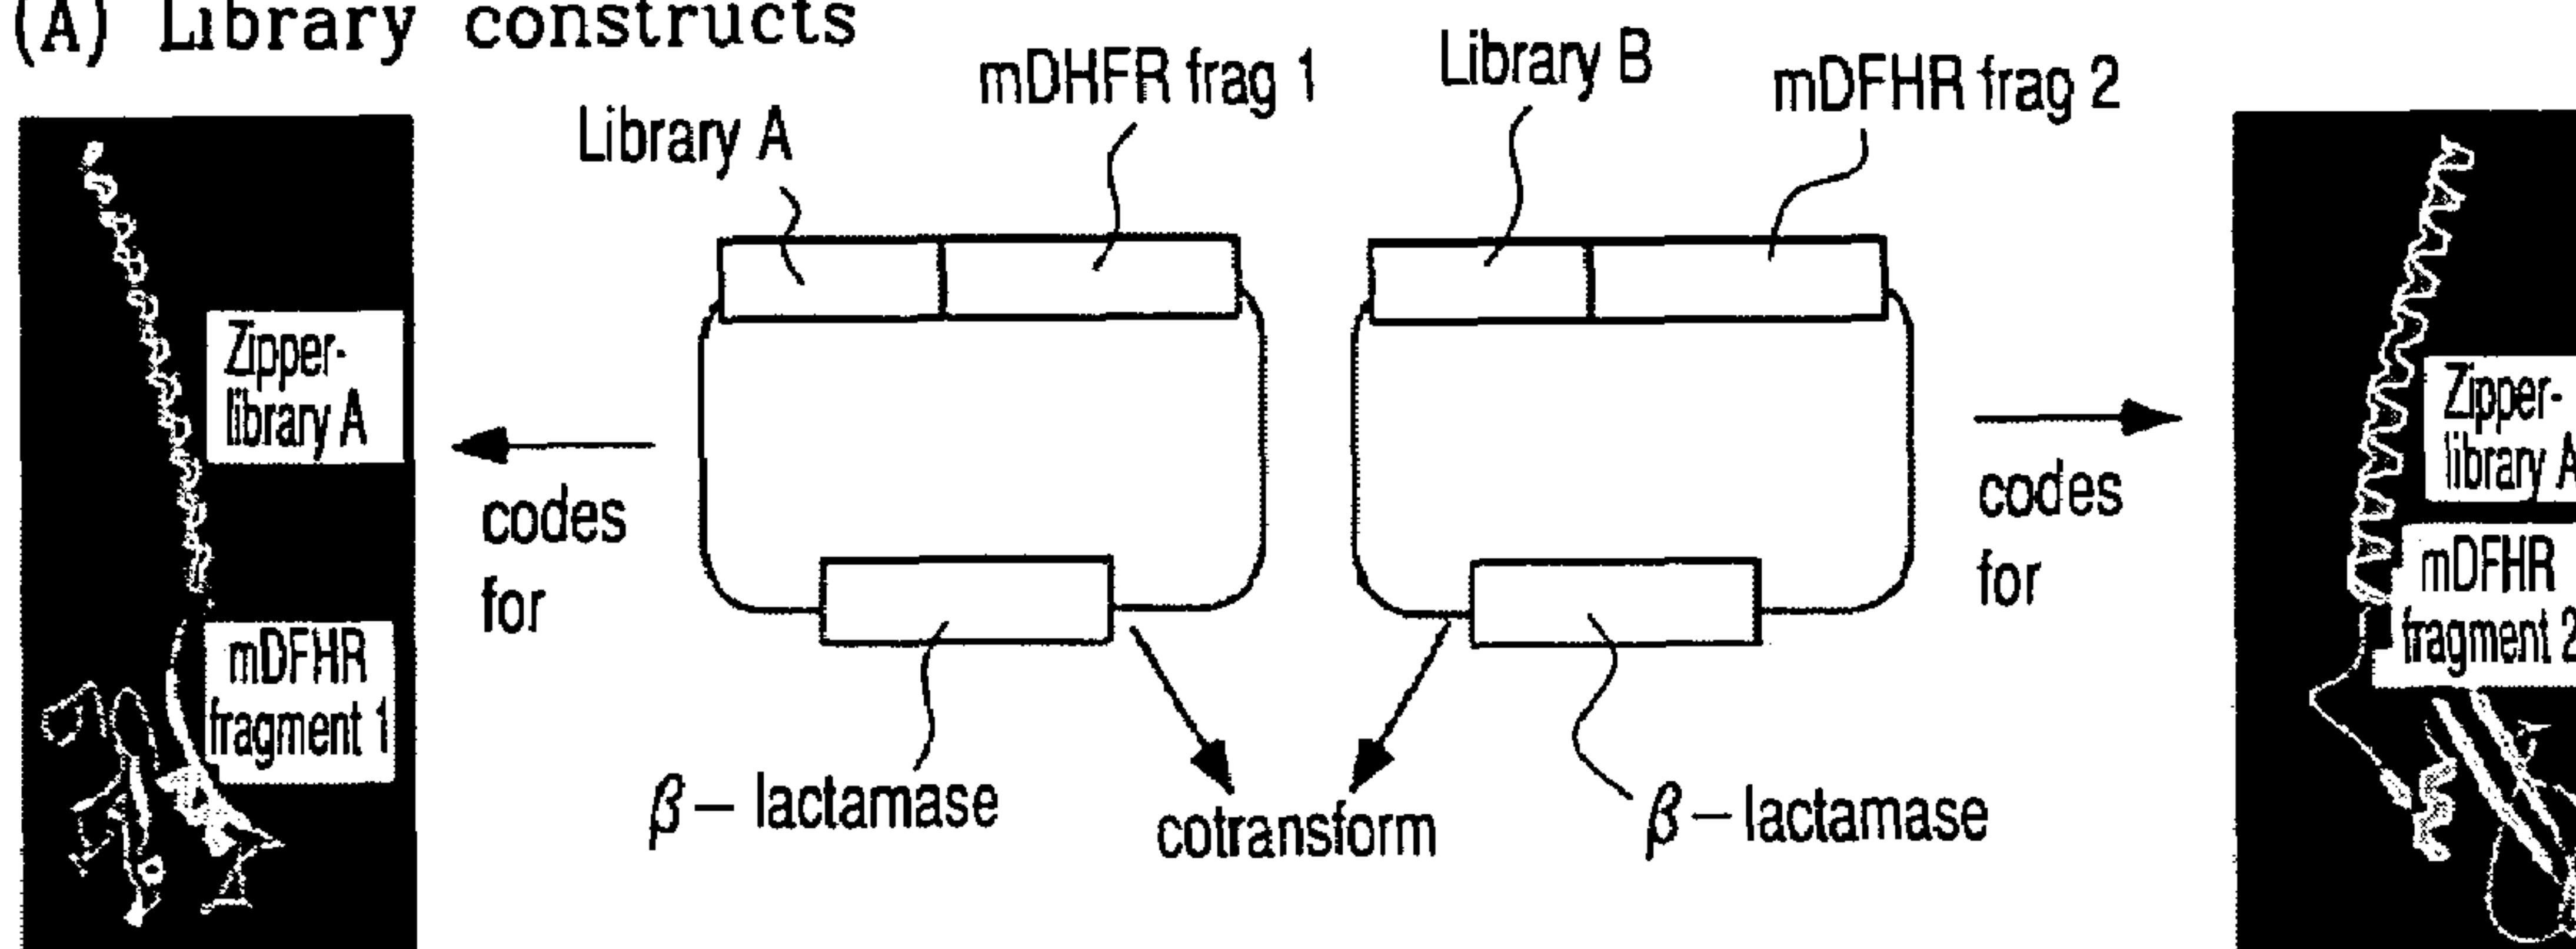 (A) Library constructs
mDHFR frag 1
Library B
mDFHR frag 2
Library A
Zipper-
library A
codes
for
mDFHR
fragment 1
β– lactamase
cotransform
β– lactamase
codes
for
Zipper-
library A
mDFHR
fragment 2